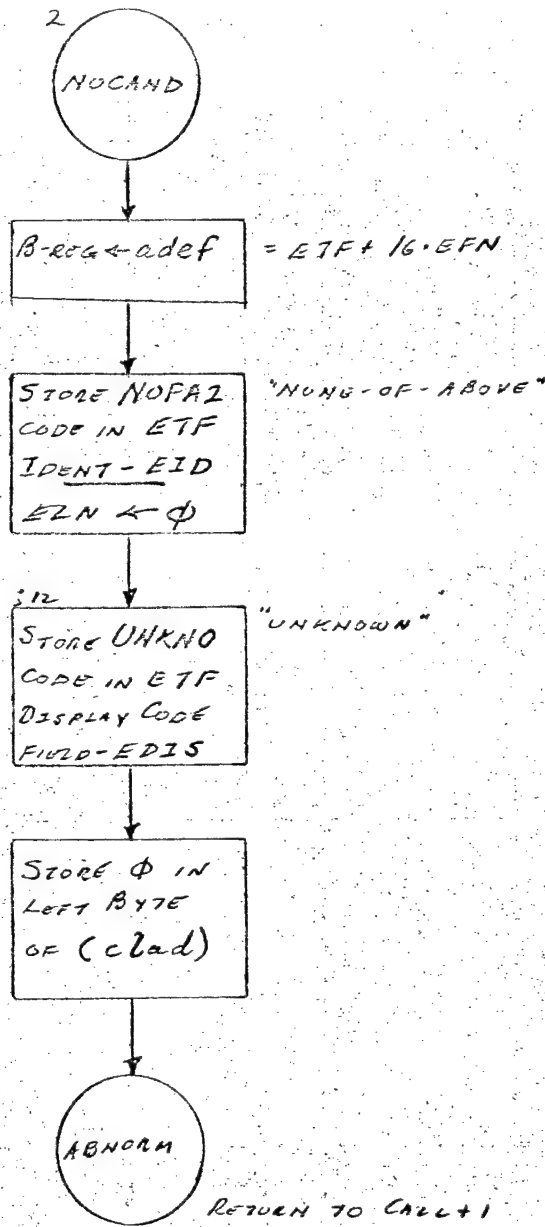 2
NOCAND
B-REG←adef
= ETF + 16·EFN
STORE NOFA2
CODE IN ETF
IDENT-EID
ELN ← φ
"NONE-OF-ABOVE"
;12
STORE UNKNO
CODE IN ETF
DISPLAY CODE
FIELD-EDIS
"UNKNOWN"
STORE φ IN
LEFT BYTE
OF (clad)
ABNORM
RETURN TO CALL+1